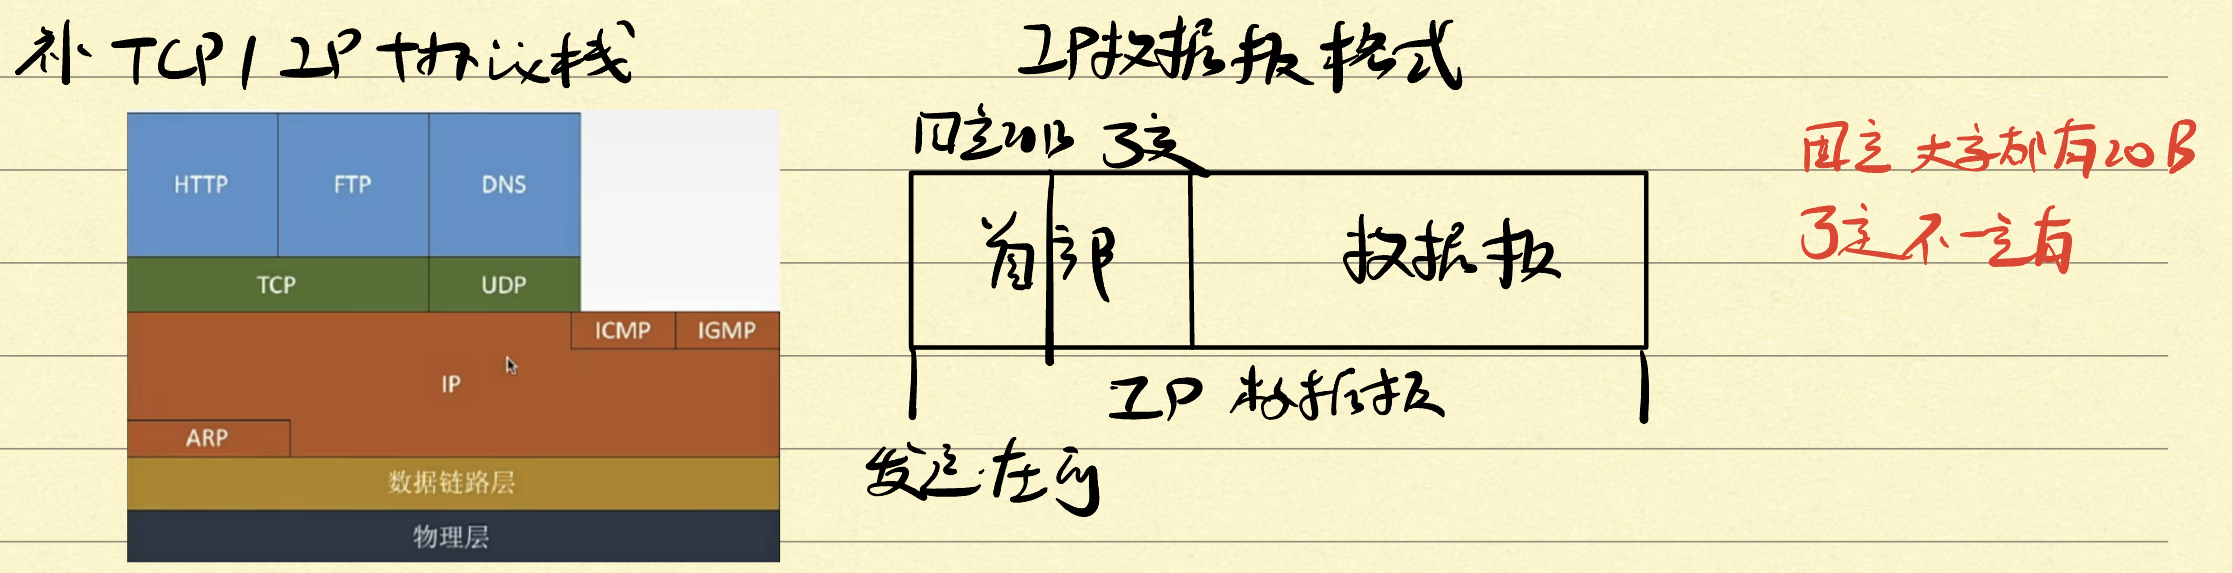 补 TCP/IP 协议栈
IP数据报格式
HTTP FTP DNS
TCP UDP
ICMP IGMP
IP
ARP
数据链路层
物理层
固定20B 可变
首部 数据报
IP 数据报
发送在前
固定 大家都有20B
可变不一定有